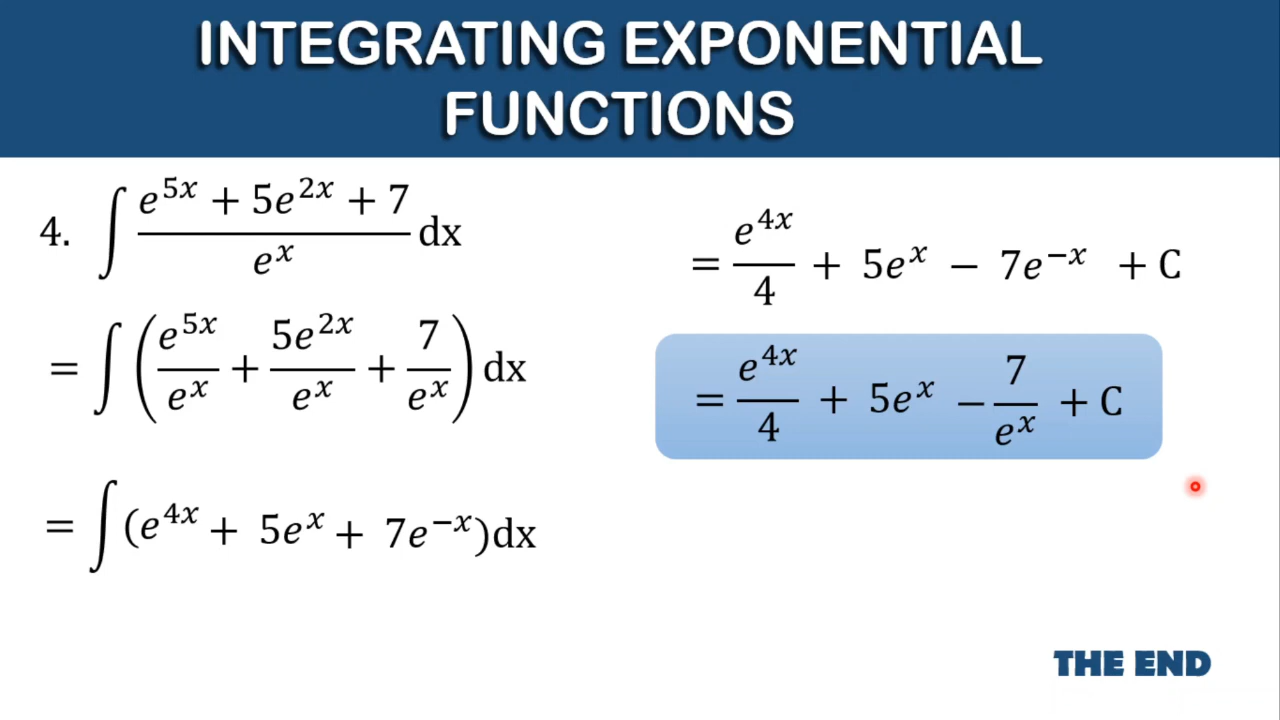 INTEGRATING EXPONENTIAL
FUNCTIONS
4. ∫ (e^{5x} + 5e^{2x} + 7)/(e^x) dx
= ∫ (e^{5x}/e^x + 5e^{2x}/e^x + 7/e^x) dx
= ∫ (e^{4x} + 5e^x + 7e^{−x})dx
= e^{4x}/4 + 5e^x − 7e^{−x} + C
= e^{4x}/4 + 5e^x − 7/e^x + C
THE END